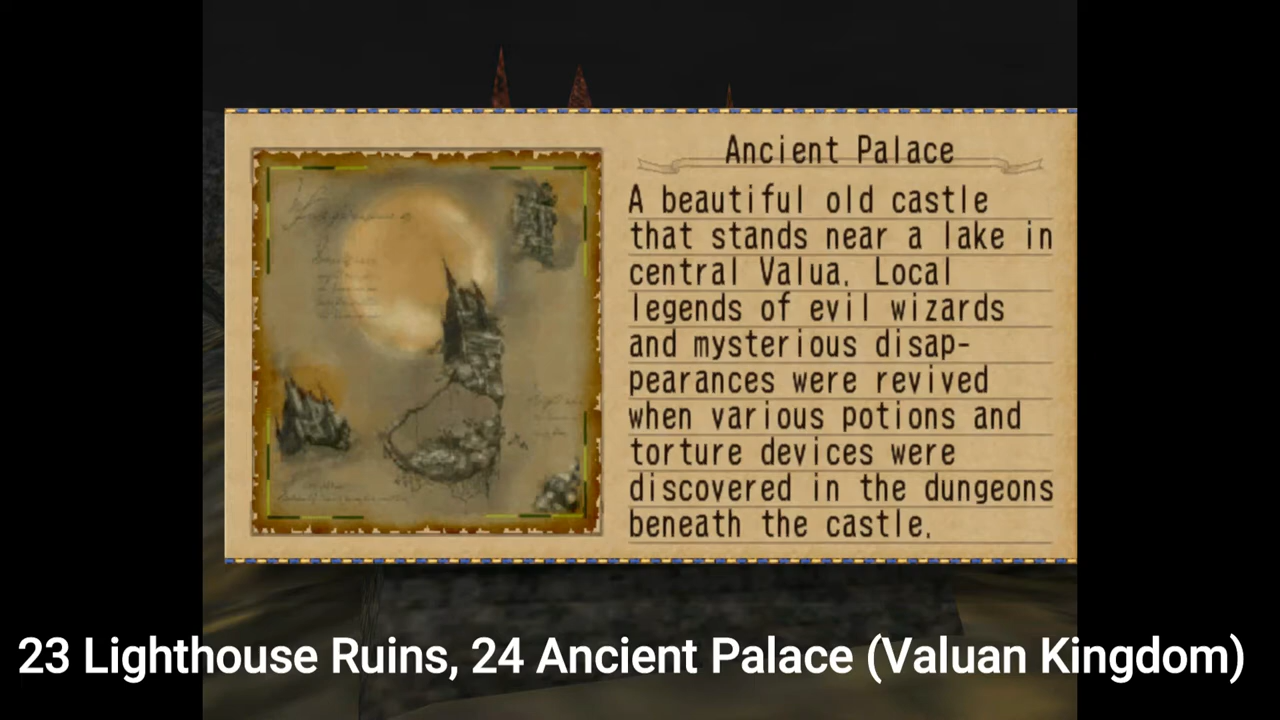 Ancient Palace
A beautiful old castle
that stands near a lake in
central Valua. Local
legends of evil wizards
and mysterious disap-
pearances were revived
when various potions and
torture devices were
discovered in the dungeons
beneath the castle.
23 Lighthouse Ruins, 24 Ancient Palace (Valuan Kingdom)